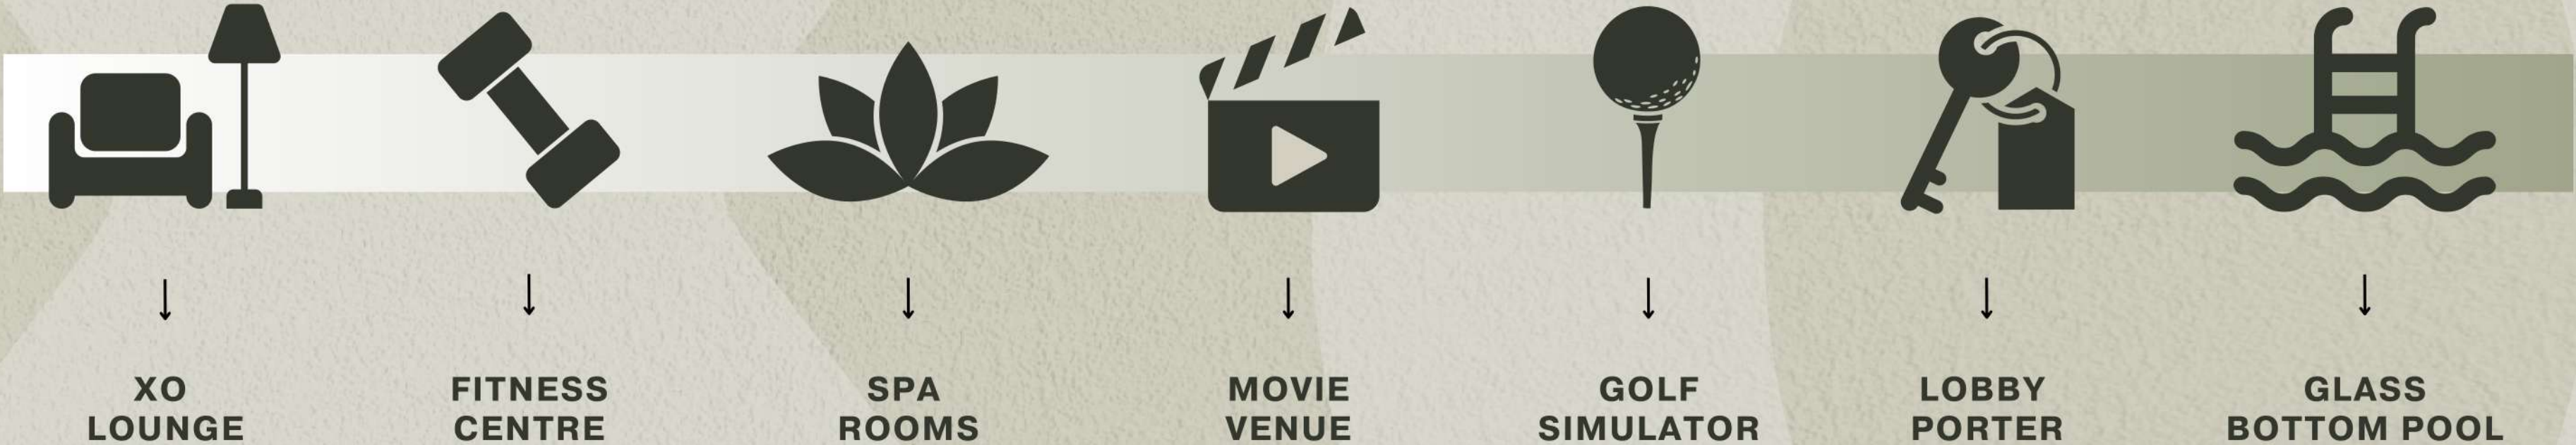 XO
LOUNGE
FITNESS
CENTRE
SPA
ROOMS
MOVIE
VENUE
GOLF
SIMULATOR
LOBBY
PORTER
GLASS
BOTTOM POOL